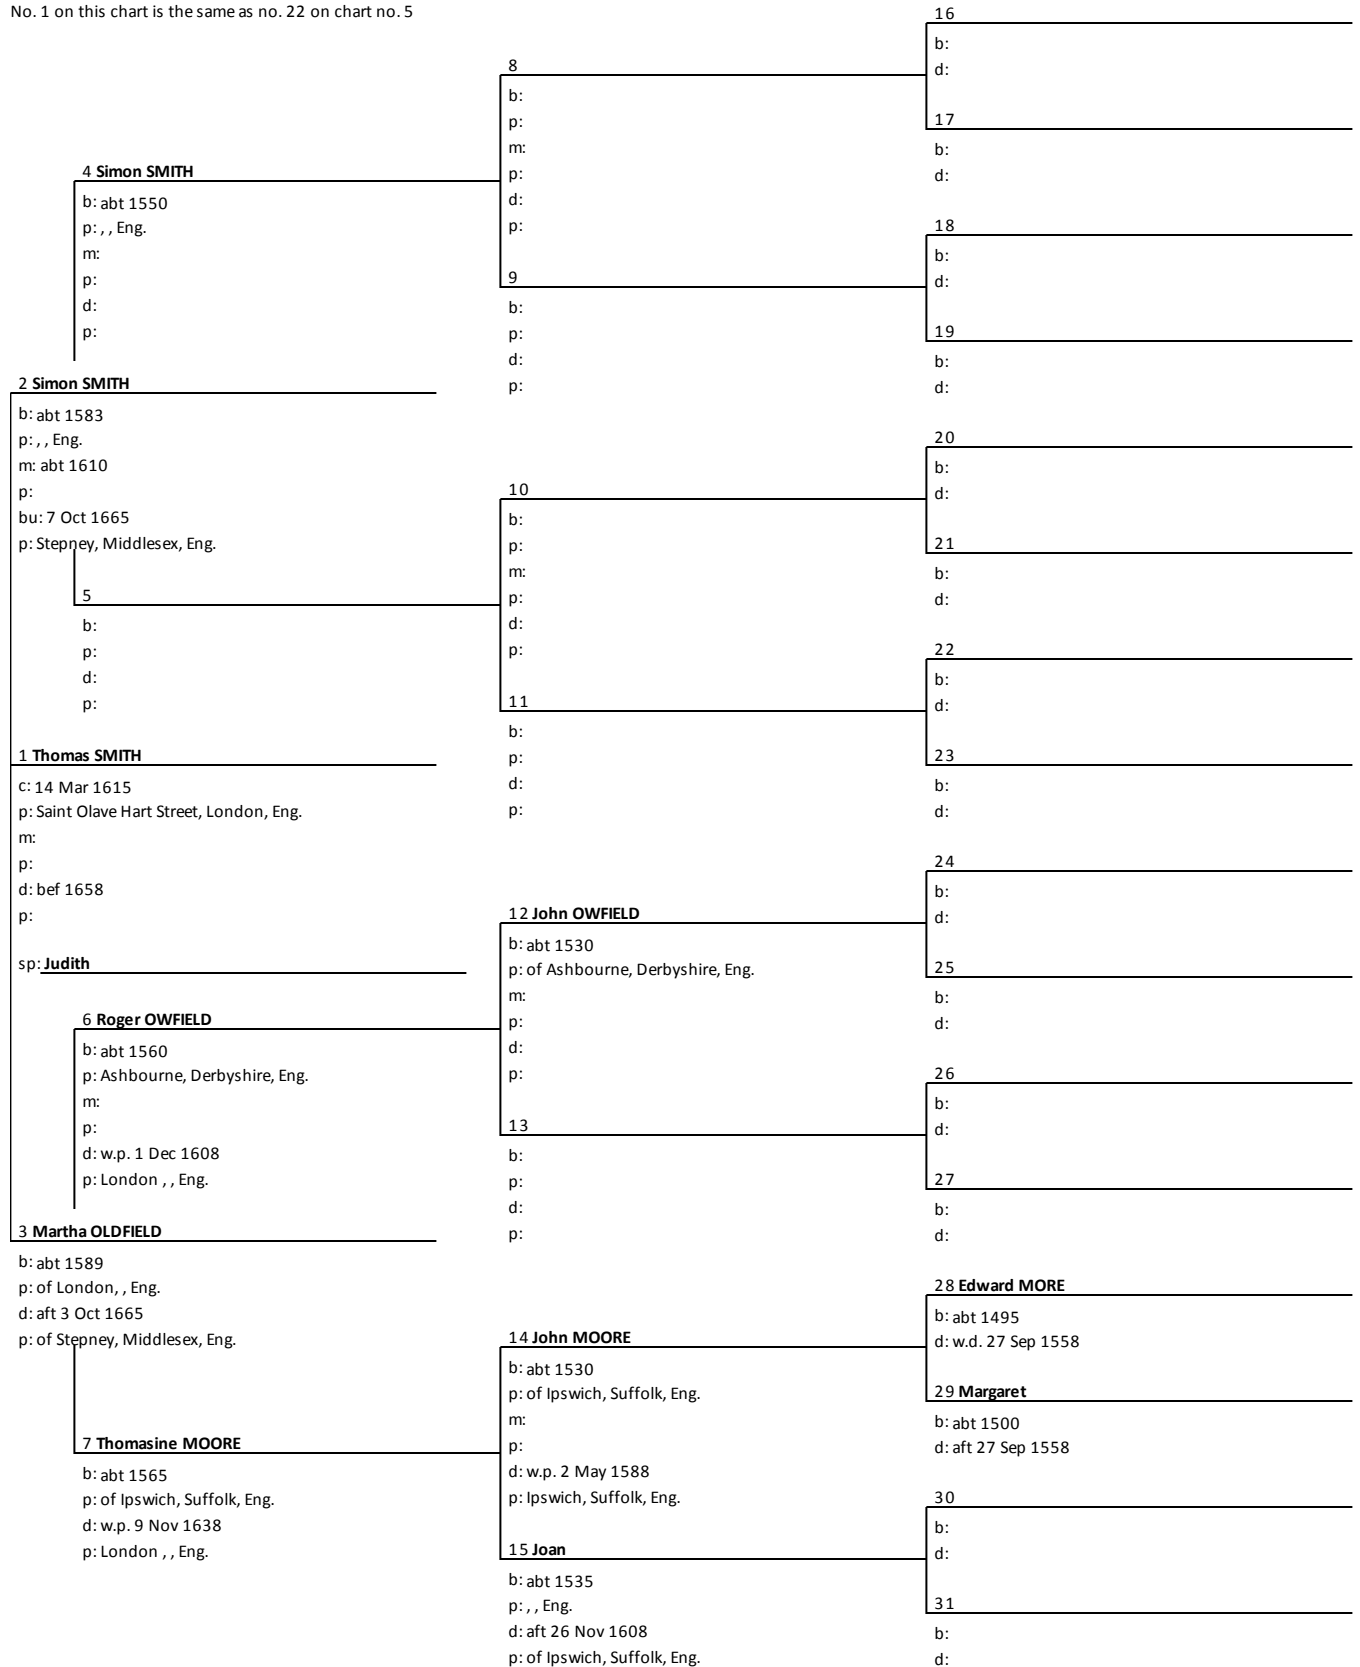 No. 1 on this chart is the same as no. 22 on chart no. 5
16
b:
d:
8
b:
p:
m:
p:
d:
p:
17
b:
d:
4 Simon SMITH
b: abt 1550
p: , , Eng.
m:
p:
d:
p:
18
b:
d:
9
b:
p:
d:
p:
19
b:
d:
2 Simon SMITH
b: abt 1583
p: , , Eng.
m: abt 1610
p:
bu: 7 Oct 1665
p: Stepney, Middlesex, Eng.
20
b:
d:
10
b:
p:
m:
p:
d:
p:
21
b:
d:
5
b:
p:
d:
p:
22
b:
d:
11
b:
p:
d:
p:
23
b:
d:
1 Thomas SMITH
c: 14 Mar 1615
p: Saint Olave Hart Street, London, Eng.
m:
p:
d: bef 1658
p:
sp: Judith
24
b:
d:
12 John OWFIELD
b: abt 1530
p: of Ashbourne, Derbyshire, Eng.
m:
p:
d:
p:
25
b:
d:
6 Roger OWFIELD
b: abt 1560
p: Ashbourne, Derbyshire, Eng.
m:
p:
d: w.p. 1 Dec 1608
p: London , , Eng.
26
b:
d:
13
b:
p:
d:
p:
27
b:
d:
3 Martha OLDFIELD
b: abt 1589
p: of London, , Eng.
d: aft 3 Oct 1665
p: of Stepney, Middlesex, Eng.
28 Edward MORE
b: abt 1495
d: w.d. 27 Sep 1558
14 John MOORE
b: abt 1530
p: of Ipswich, Suffolk, Eng.
m:
p:
d: w.p. 2 May 1588
p: Ipswich, Suffolk, Eng.
29 Margaret
b: abt 1500
d: aft 27 Sep 1558
7 Thomasine MOORE
b: abt 1565
p: of Ipswich, Suffolk, Eng.
d: w.p. 9 Nov 1638
p: London , , Eng.
30
b:
d:
15 Joan
b: abt 1535
p: , , Eng.
d: aft 26 Nov 1608
p: of Ipswich, Suffolk, Eng.
31
b:
d: